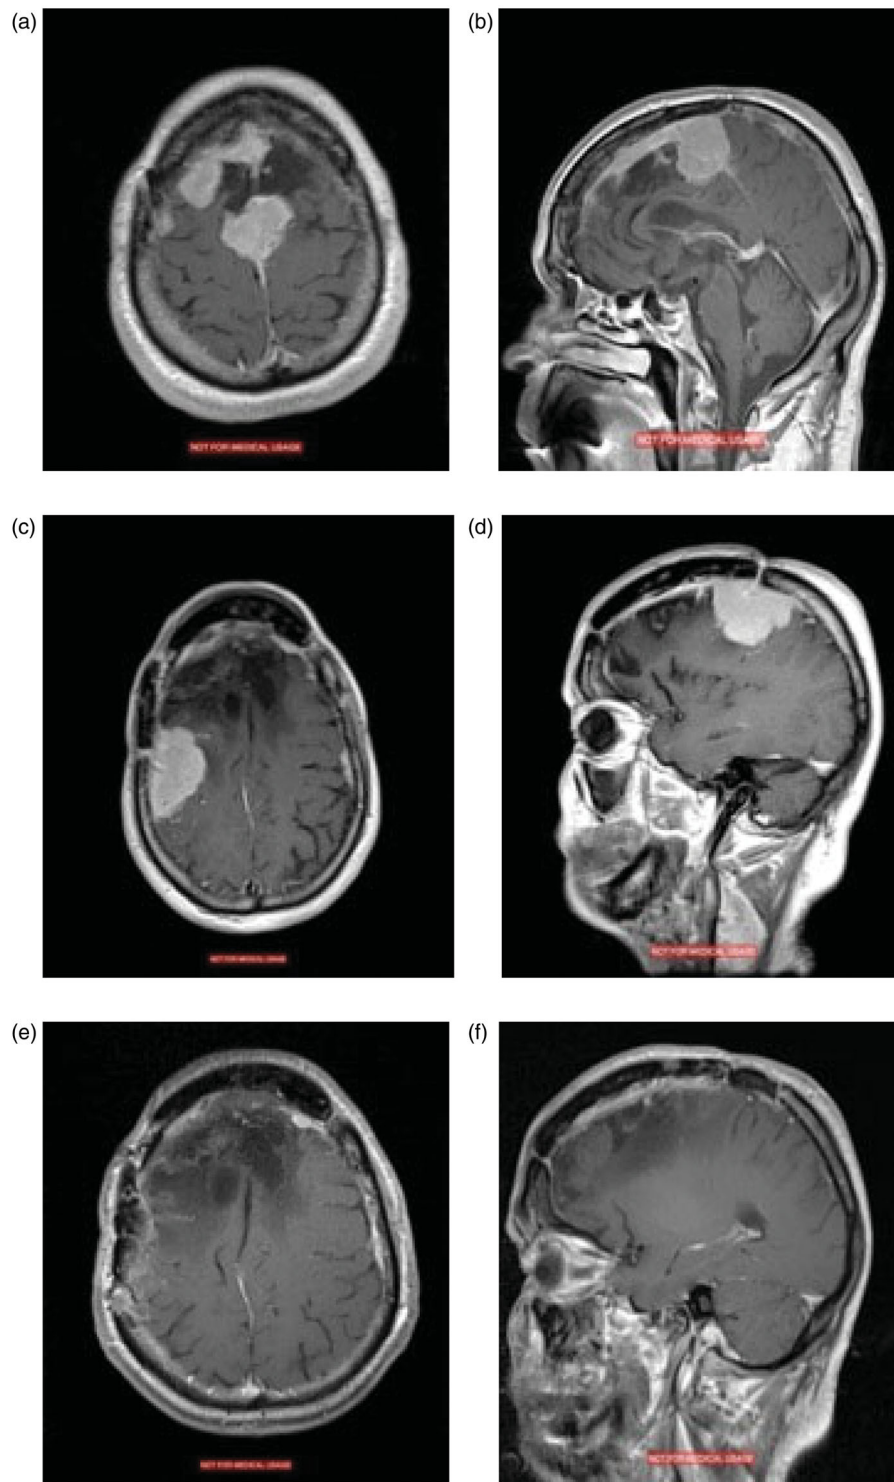 (a)
(b)
NOT FOR MEDICAL USAGE
NOT FOR MEDICAL USAGE
(c)
(d)
NOT FOR MEDICAL USAGE
NOT FOR MEDICAL USAGE
(e)
(f)
NOT FOR MEDICAL USAGE
NOT FOR MEDICAL USAGE